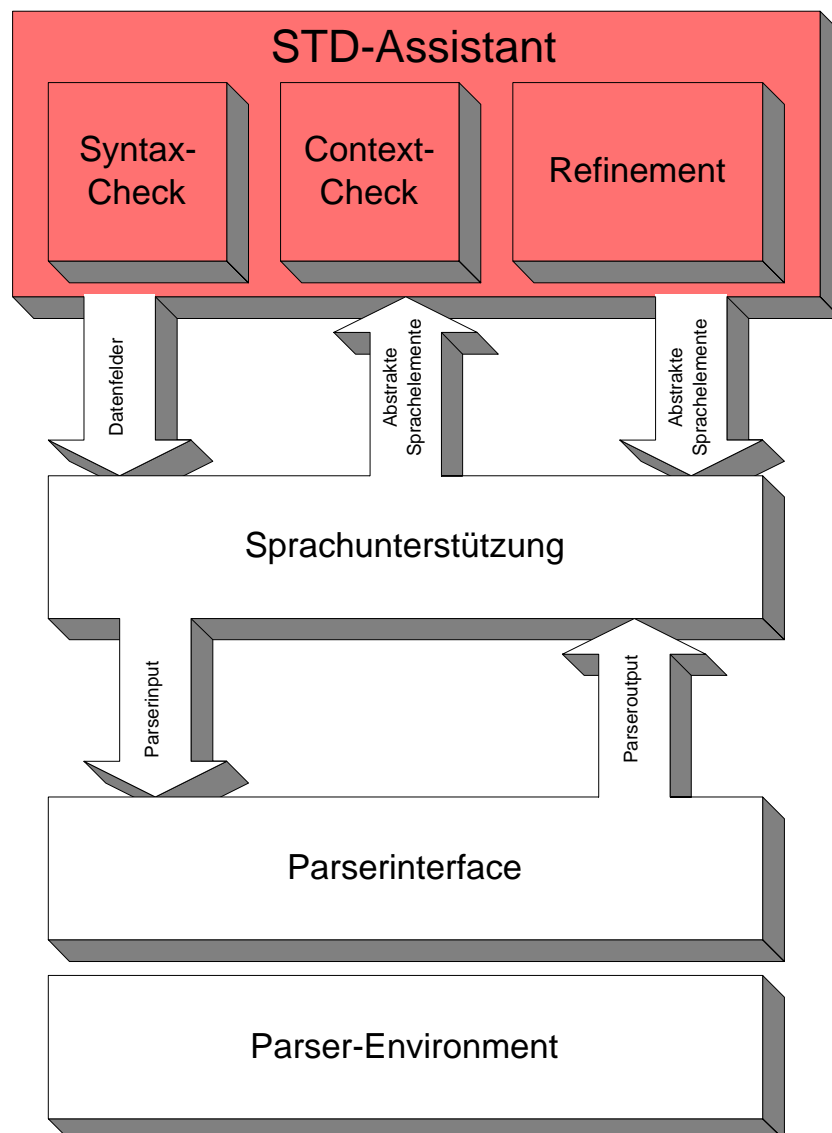 STD-Assistant
Syntax-
Check
Context-
Check
Refinement
Datenfelder
Abstrakte
Sprachelemente
Abstrakte
Sprachelemente
Sprachunterstützung
Parserinput
Parseroutput
Parserinterface
Parser-Environment